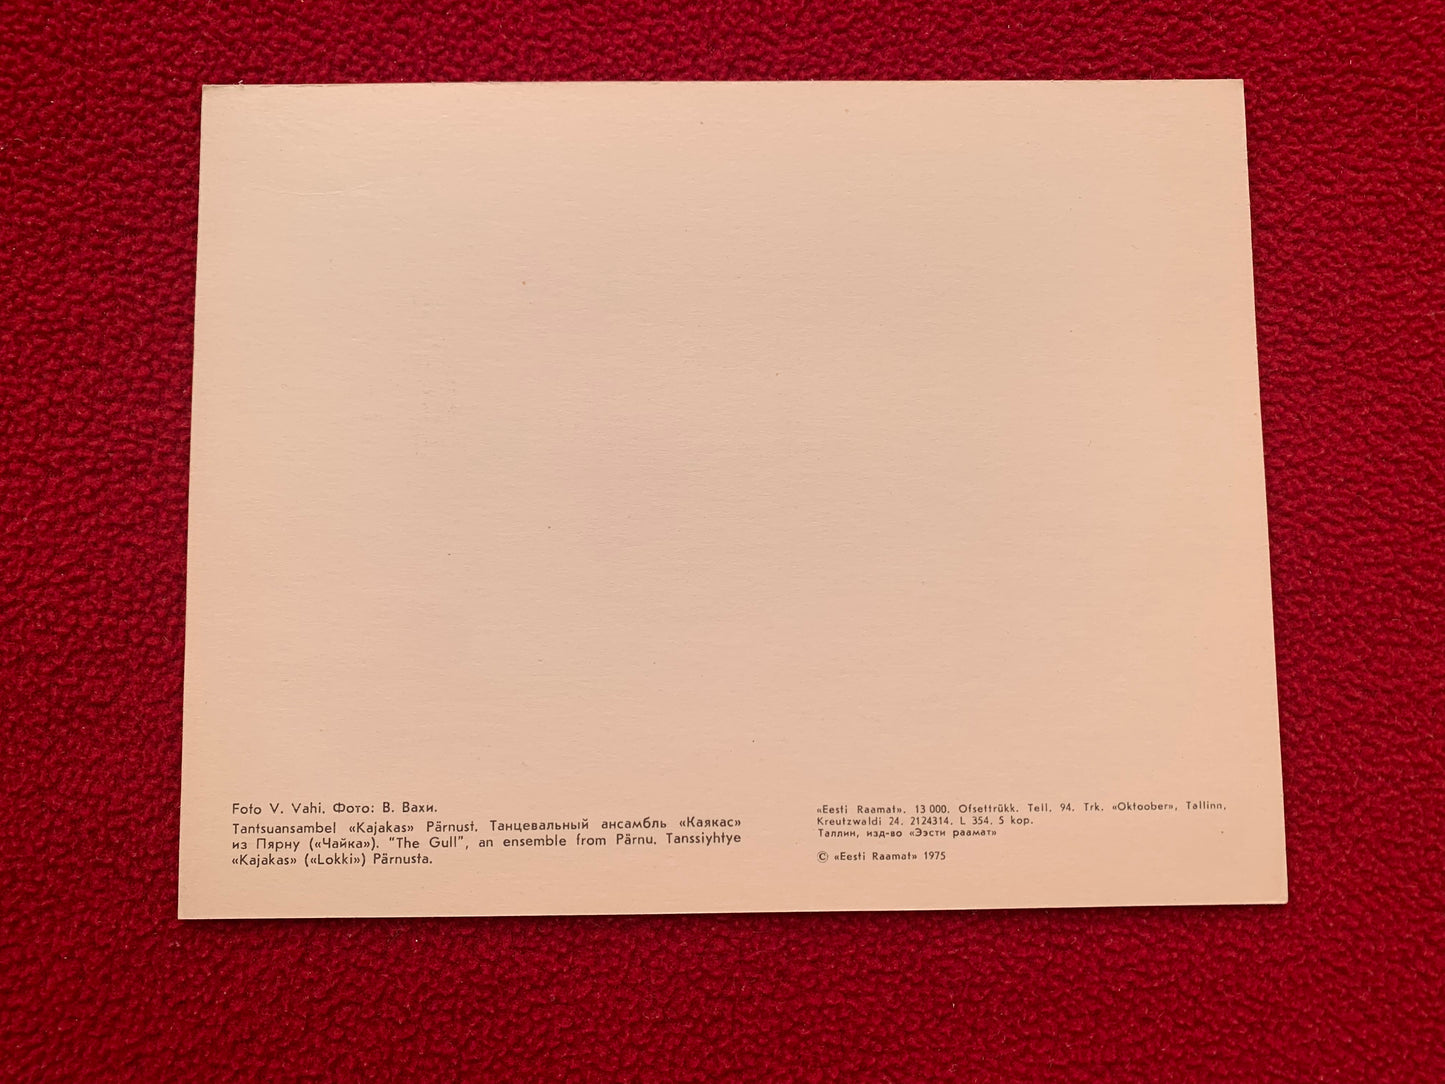 Foto V. Vahi. Фото: В. Вахи.
Tantsuansambel «Kajakas» Pärnust. Танцевальный ансамбль «Каякас»
из Пярну («Чайка»). "The Gull", an ensemble from Pärnu. Tanssiyhtye
«Kajakas» («Lokki») Pärnusta.
«Eesti Raamat». 13 000. Ofsettrükk. Tell. 94. Trk. «Oktoober», Tallinn,
Kreutzwaldi 24. 2124314. L 354. 5 kop.
Таллин, изд-во «Ээсти раамат»
© «Eesti Raamat» 1975